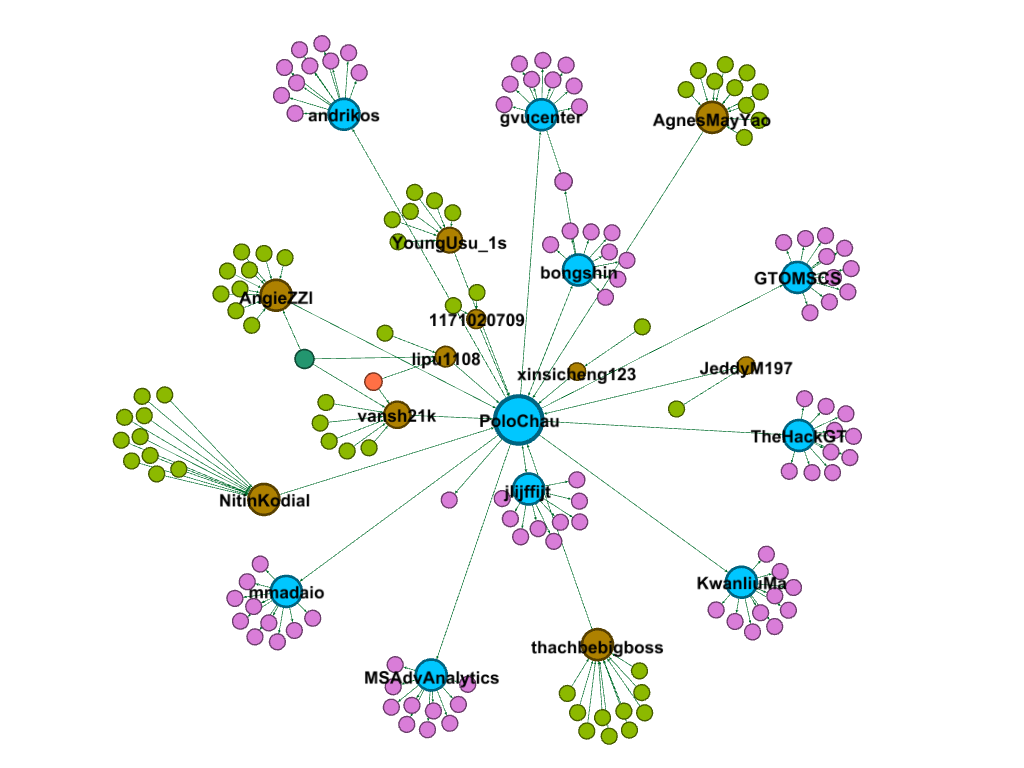 andrikos
gvucenter
AgnesMayYao
YoungUsu_1s
bongshin
GTOMSCS
AngieZZl
1171020709
lipu1108
xinsicheng123
JeddyM197
vansh21k
PoloChau
TheHackGT
jlijffijt
NitinKodial
mmadaio
KwanliuMa
thachbebigboss
MSAdvAnalytics